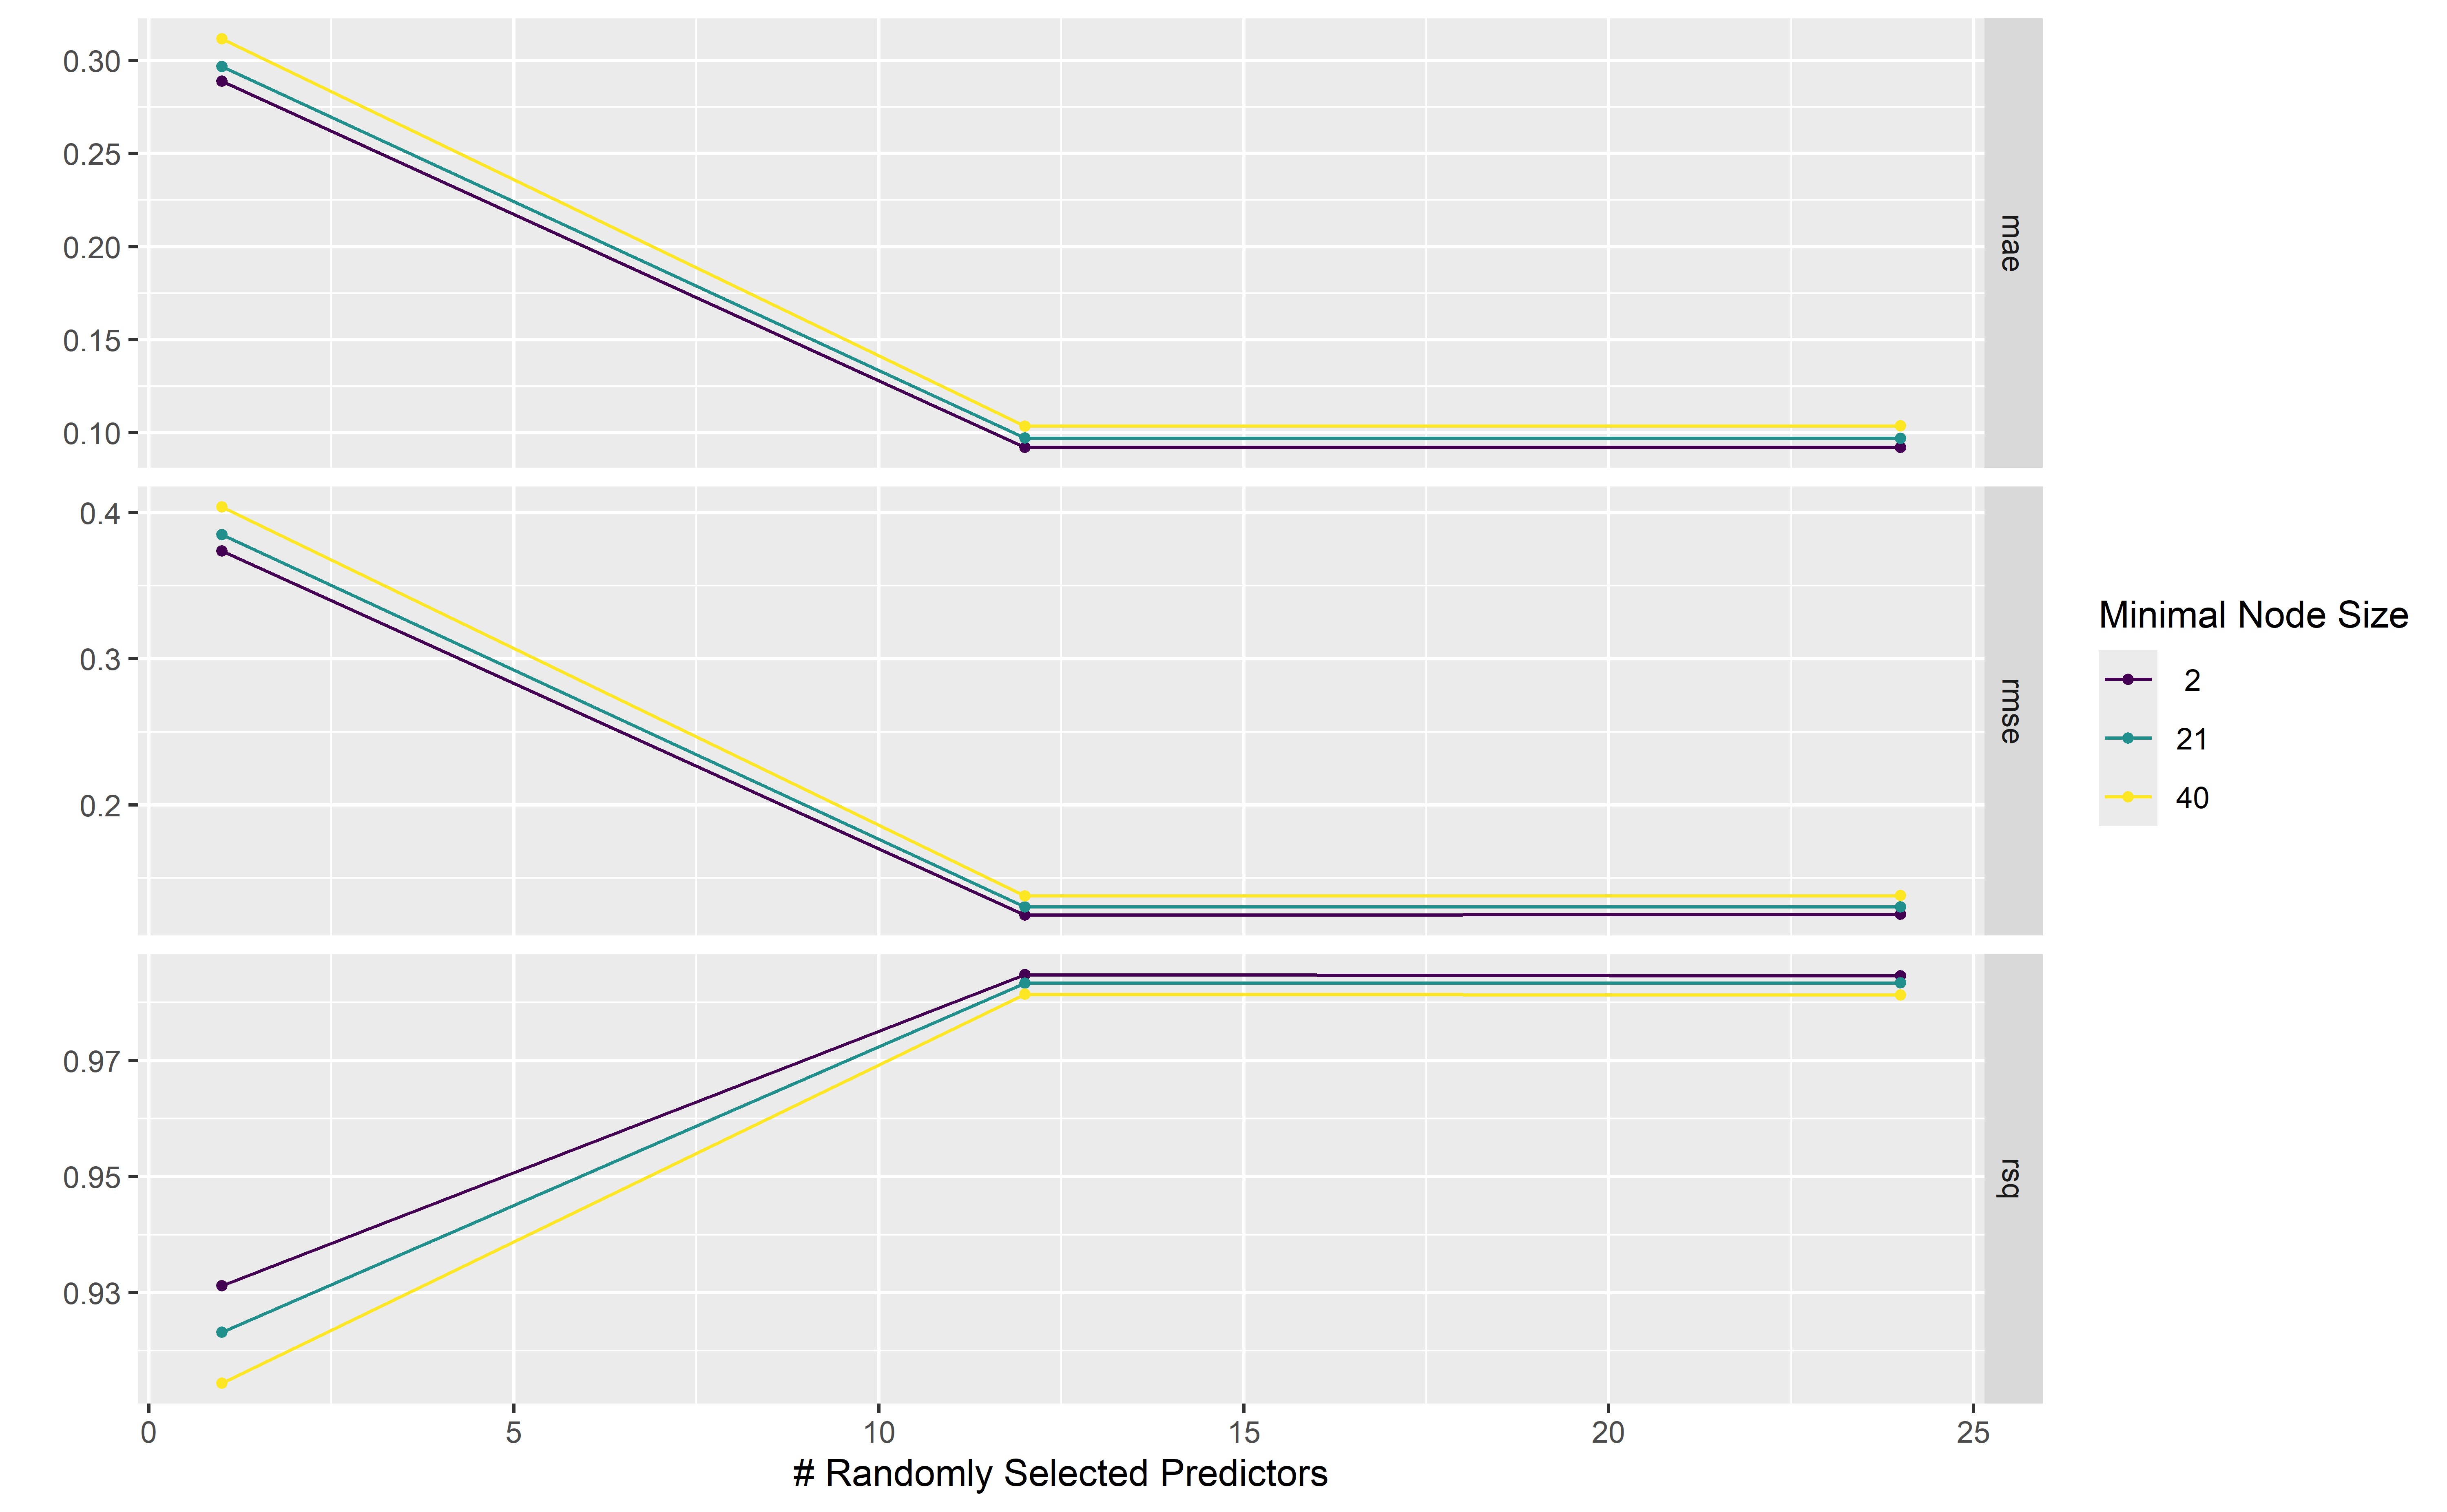 0.30
0.25
0.20
0.15
0.10
mae
0.4
0.3
0.2
rmse
0.97
0.95
0.93
rsq
0 5 10 15 20 25
# Randomly Selected Predictors
Minimal Node Size
2
21
40